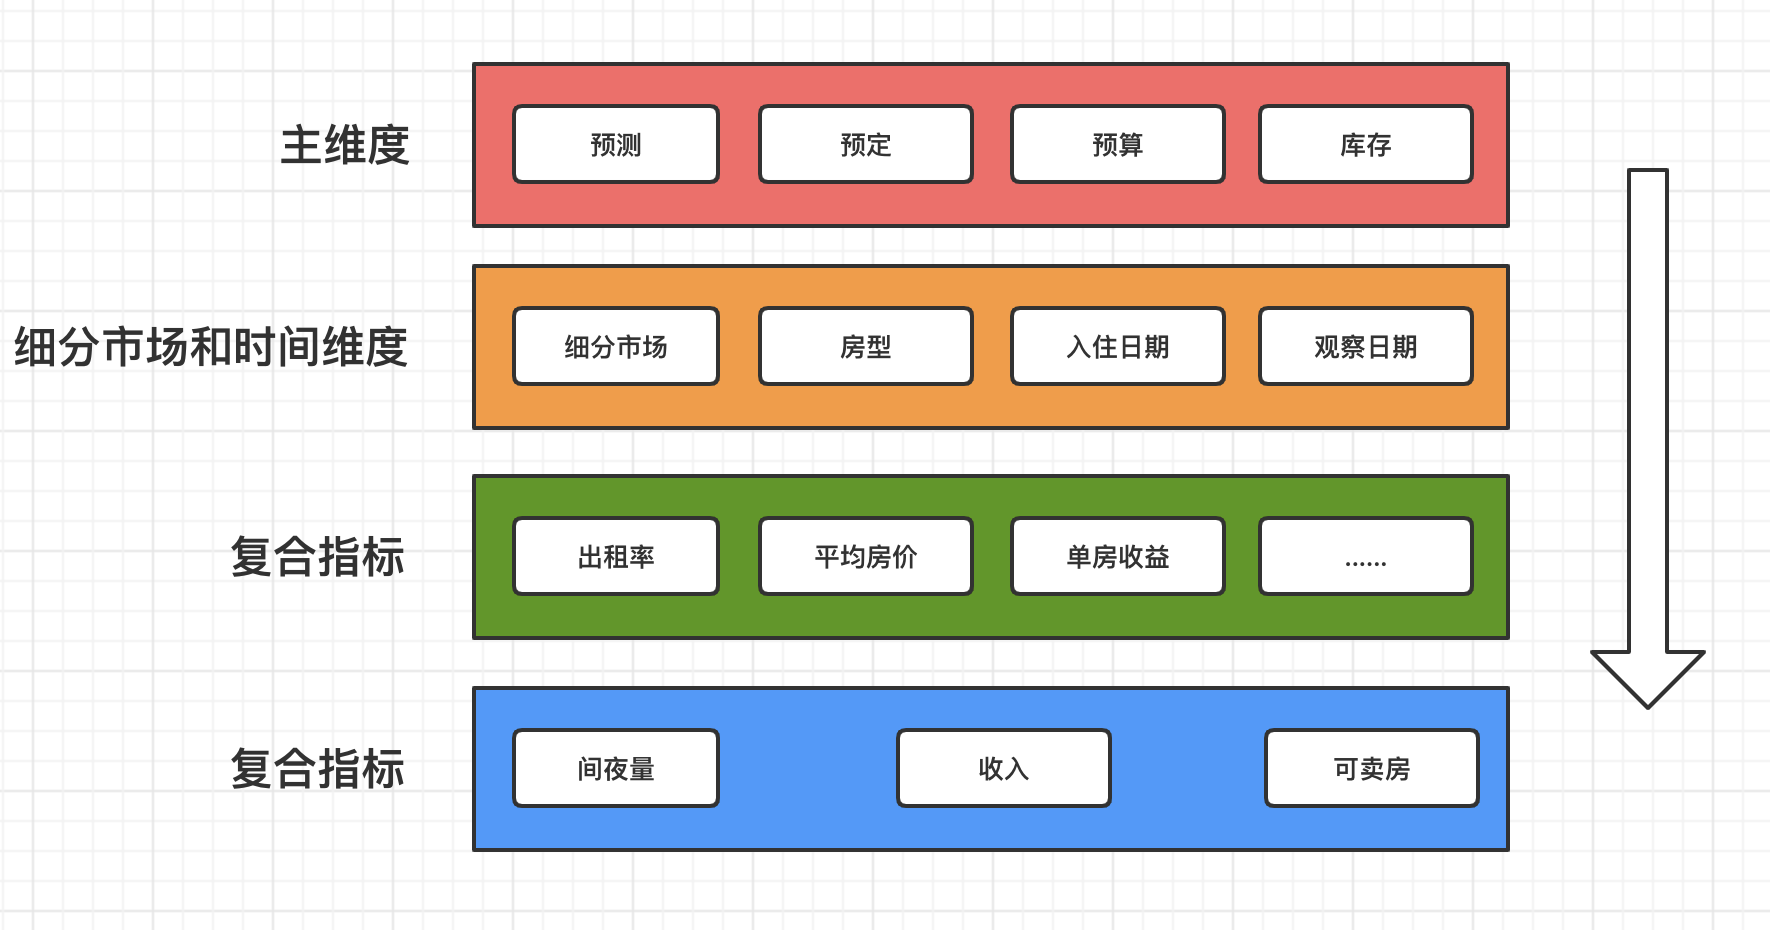 主维度
预测
预定
预算
库存
细分市场和时间维度
细分市场
房型
入住日期
观察日期
复合指标
出租率
平均房价
单房收益
......
复合指标
间夜量
收入
可卖房